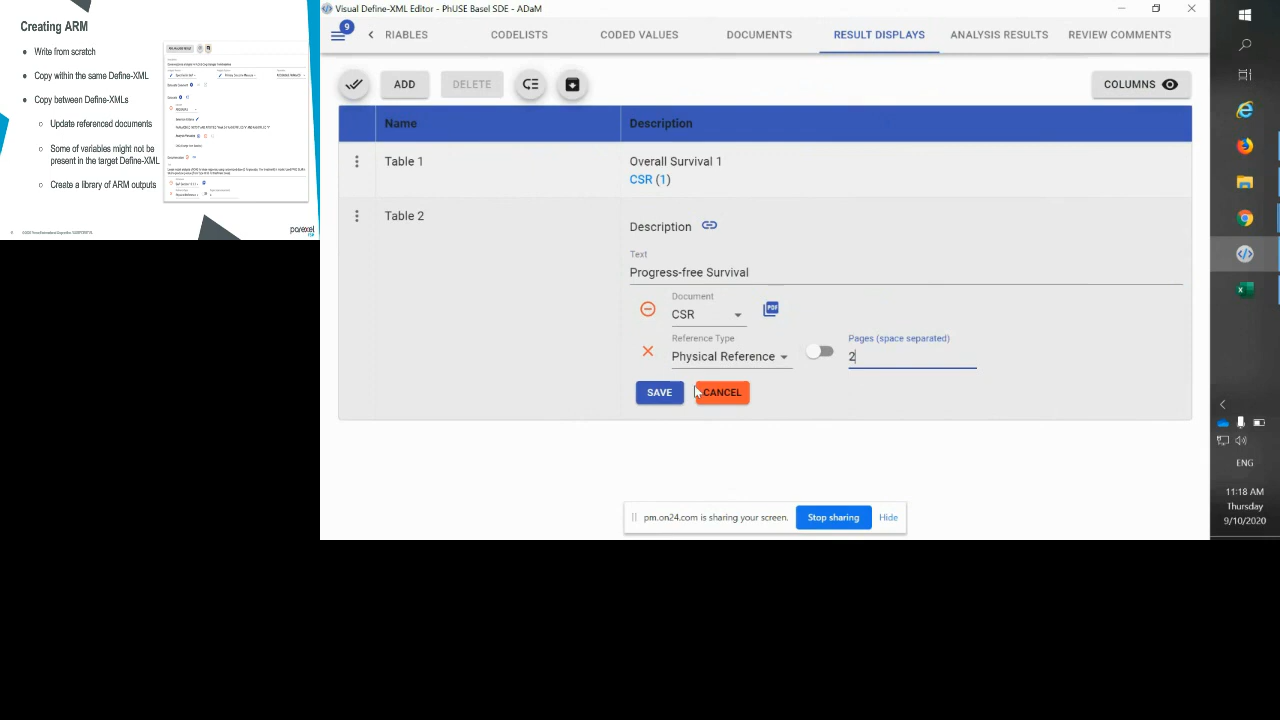 Creating ARM
Write from scratch
Copy within the same Define-XML
Copy between Define-XMLs
Update referenced documents
Some of variables might not be
present in the target Define-XML
Create a library of ARM outputs
parexel
Visual Define-XML Editor - PhUSE Basel SDE - ADaM
9
RIABLES
CODELISTS
CODED VALUES
DOCUMENTS
RESULT DISPLAYS
ANALYSIS RESULTS
REVIEW COMMENTS
ADD
DELETE
COLUMNS
Name
Description
Table 1
Overall Survival 1
CSR (1)
Table 2
Description
Text
Progress-free Survival
Document
CSR
PDF
Reference Type
Physical Reference
Pages (space separated)
2
SAVE
CANCEL
pm.on24.com is sharing your screen.
Stop sharing
Hide
ENG
11:18 AM
Thursday
9/10/2020